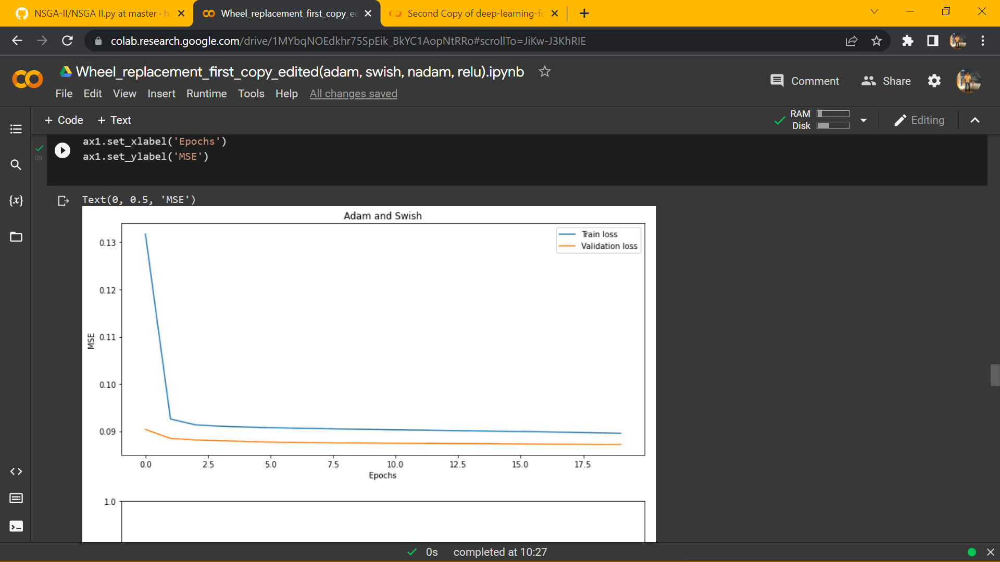 NSGA-II/NSGA II.py at master · h
Wheel_replacement_first_copy_e
Second Copy of deep-learning-f
colab.research.google.com/drive/1MYbqNOEdkhr75SpEik_BkYC1AopNtRRo#scrollTo=JiKw-J3KhRIE
Wheel_replacement_first_copy_edited(adam, swish, nadam, relu).ipynb
Comment
Share
File Edit View Insert Runtime Tools Help All changes saved
+ Code + Text
RAM
Disk
Editing
ax1.set_xlabel('Epochs')
0s
ax1.set_ylabel('MSE')
{x}
Text(0, 0.5, 'MSE')
Adam and Swish
Train loss
Validation loss
0.13
0.12
0.11
0.10
0.09
MSE
0.0 2.5 5.0 7.5 10.0 12.5 15.0 17.5
Epochs
1.0
0s completed at 10:27